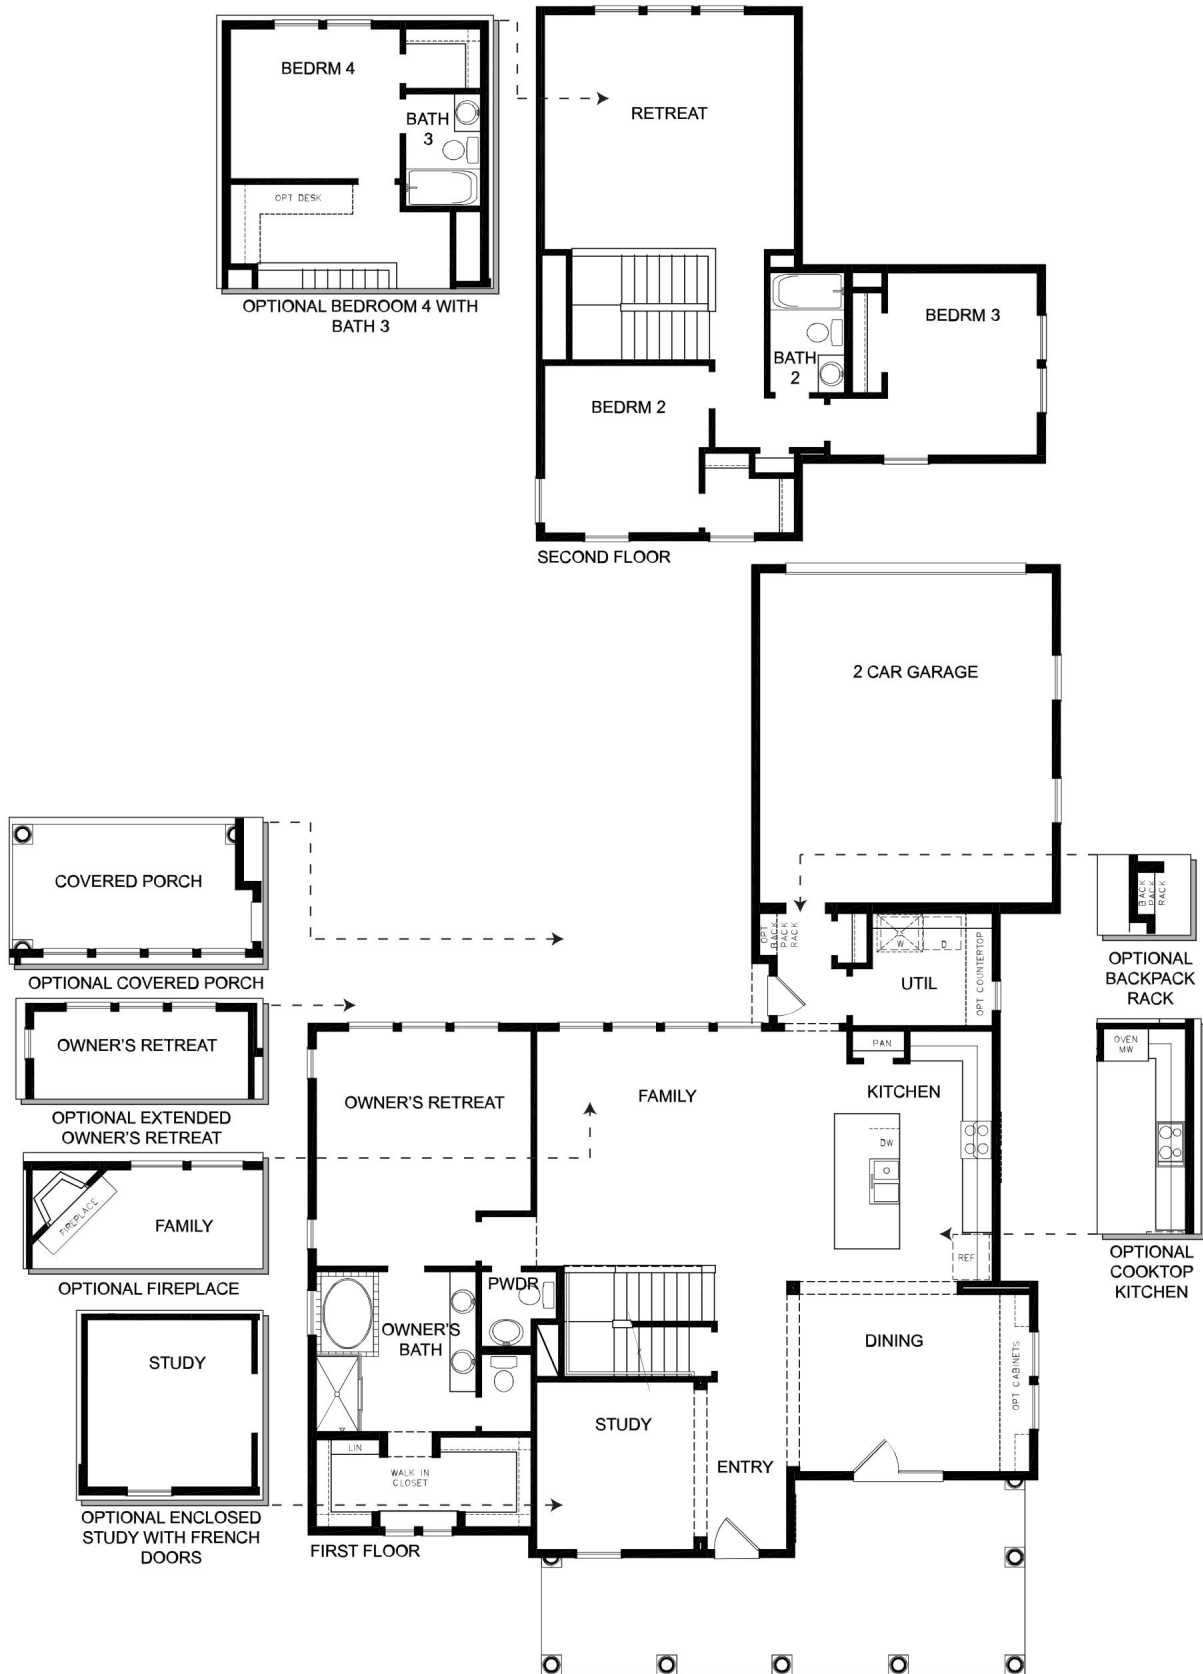 BEDRM 4
BATH
3
OPT DESK
OPTIONAL BEDROOM 4 WITH
BATH 3
RETREAT
BEDRM 3
BATH
2
BEDRM 2
SECOND FLOOR
2 CAR GARAGE
COVERED PORCH
OPTIONAL COVERED PORCH
OWNER'S RETREAT
OPTIONAL EXTENDED
OWNER'S RETREAT
FIREPLACE
FAMILY
OPTIONAL FIREPLACE
STUDY
OPTIONAL ENCLOSED
STUDY WITH FRENCH
DOORS
OPT
BACK
PACK
RACK
W
D
UTIL
OPT COUNTERTOP
PAN
KITCHEN
FAMILY
OWNER'S RETREAT
DW
REF
PWDR
OWNER'S
BATH
DINING
OPT CABINETS
STUDY
ENTRY
LIN
WALK IN
CLOSET
FIRST FLOOR
BACK
PACK
RACK
OPTIONAL
BACKPACK
RACK
OVEN
MW
OPTIONAL
COOKTOP
KITCHEN